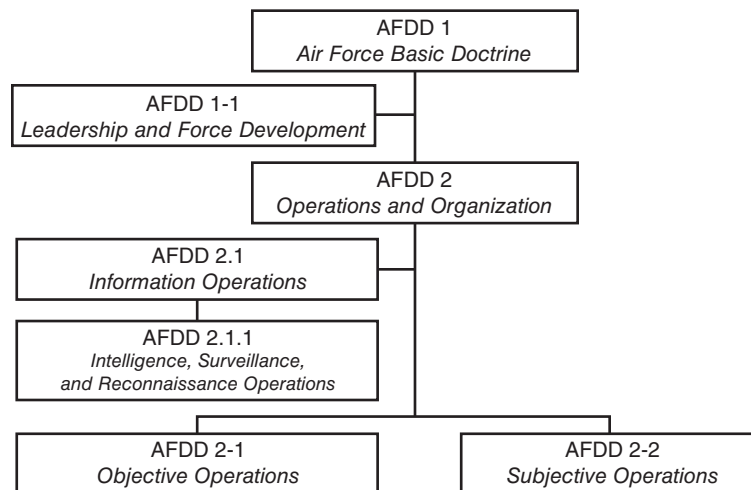 AFDD 1
Air Force Basic Doctrine
AFDD 1-1
Leadership and Force Development
AFDD 2
Operations and Organization
AFDD 2.1
Information Operations
AFDD 2.1.1
Intelligence, Surveillance,
and Reconnaissance Operations
AFDD 2-1
Objective Operations
AFDD 2-2
Subjective Operations